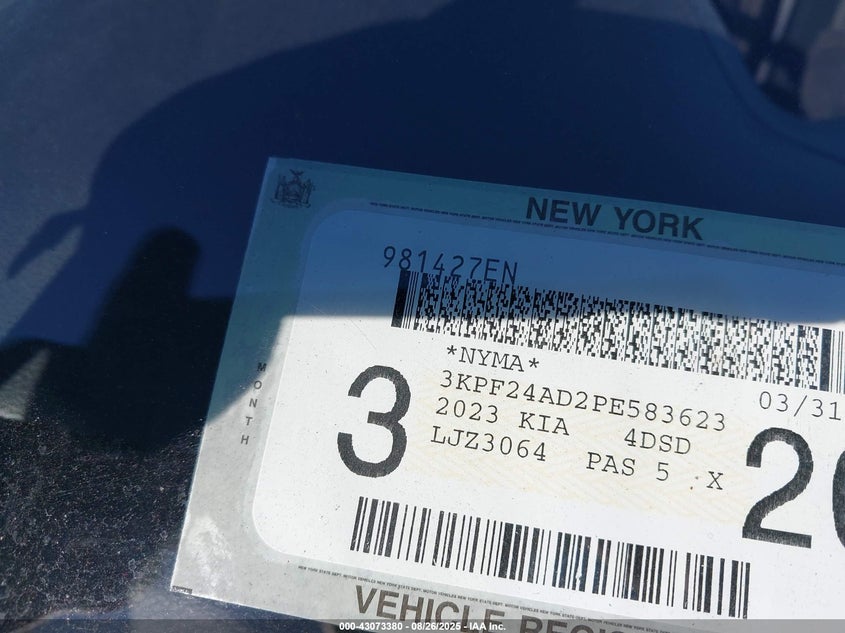 NEW YORK
981427EN
*NYMA*
3KPF24AD2PE583623
03/31
2023 KIA 4DSD
LJZ3064 PAS 5 X
3
2
MONTH
VEHICLE REGIS
000-43073380 - 08/26/2025 - IAA Inc.